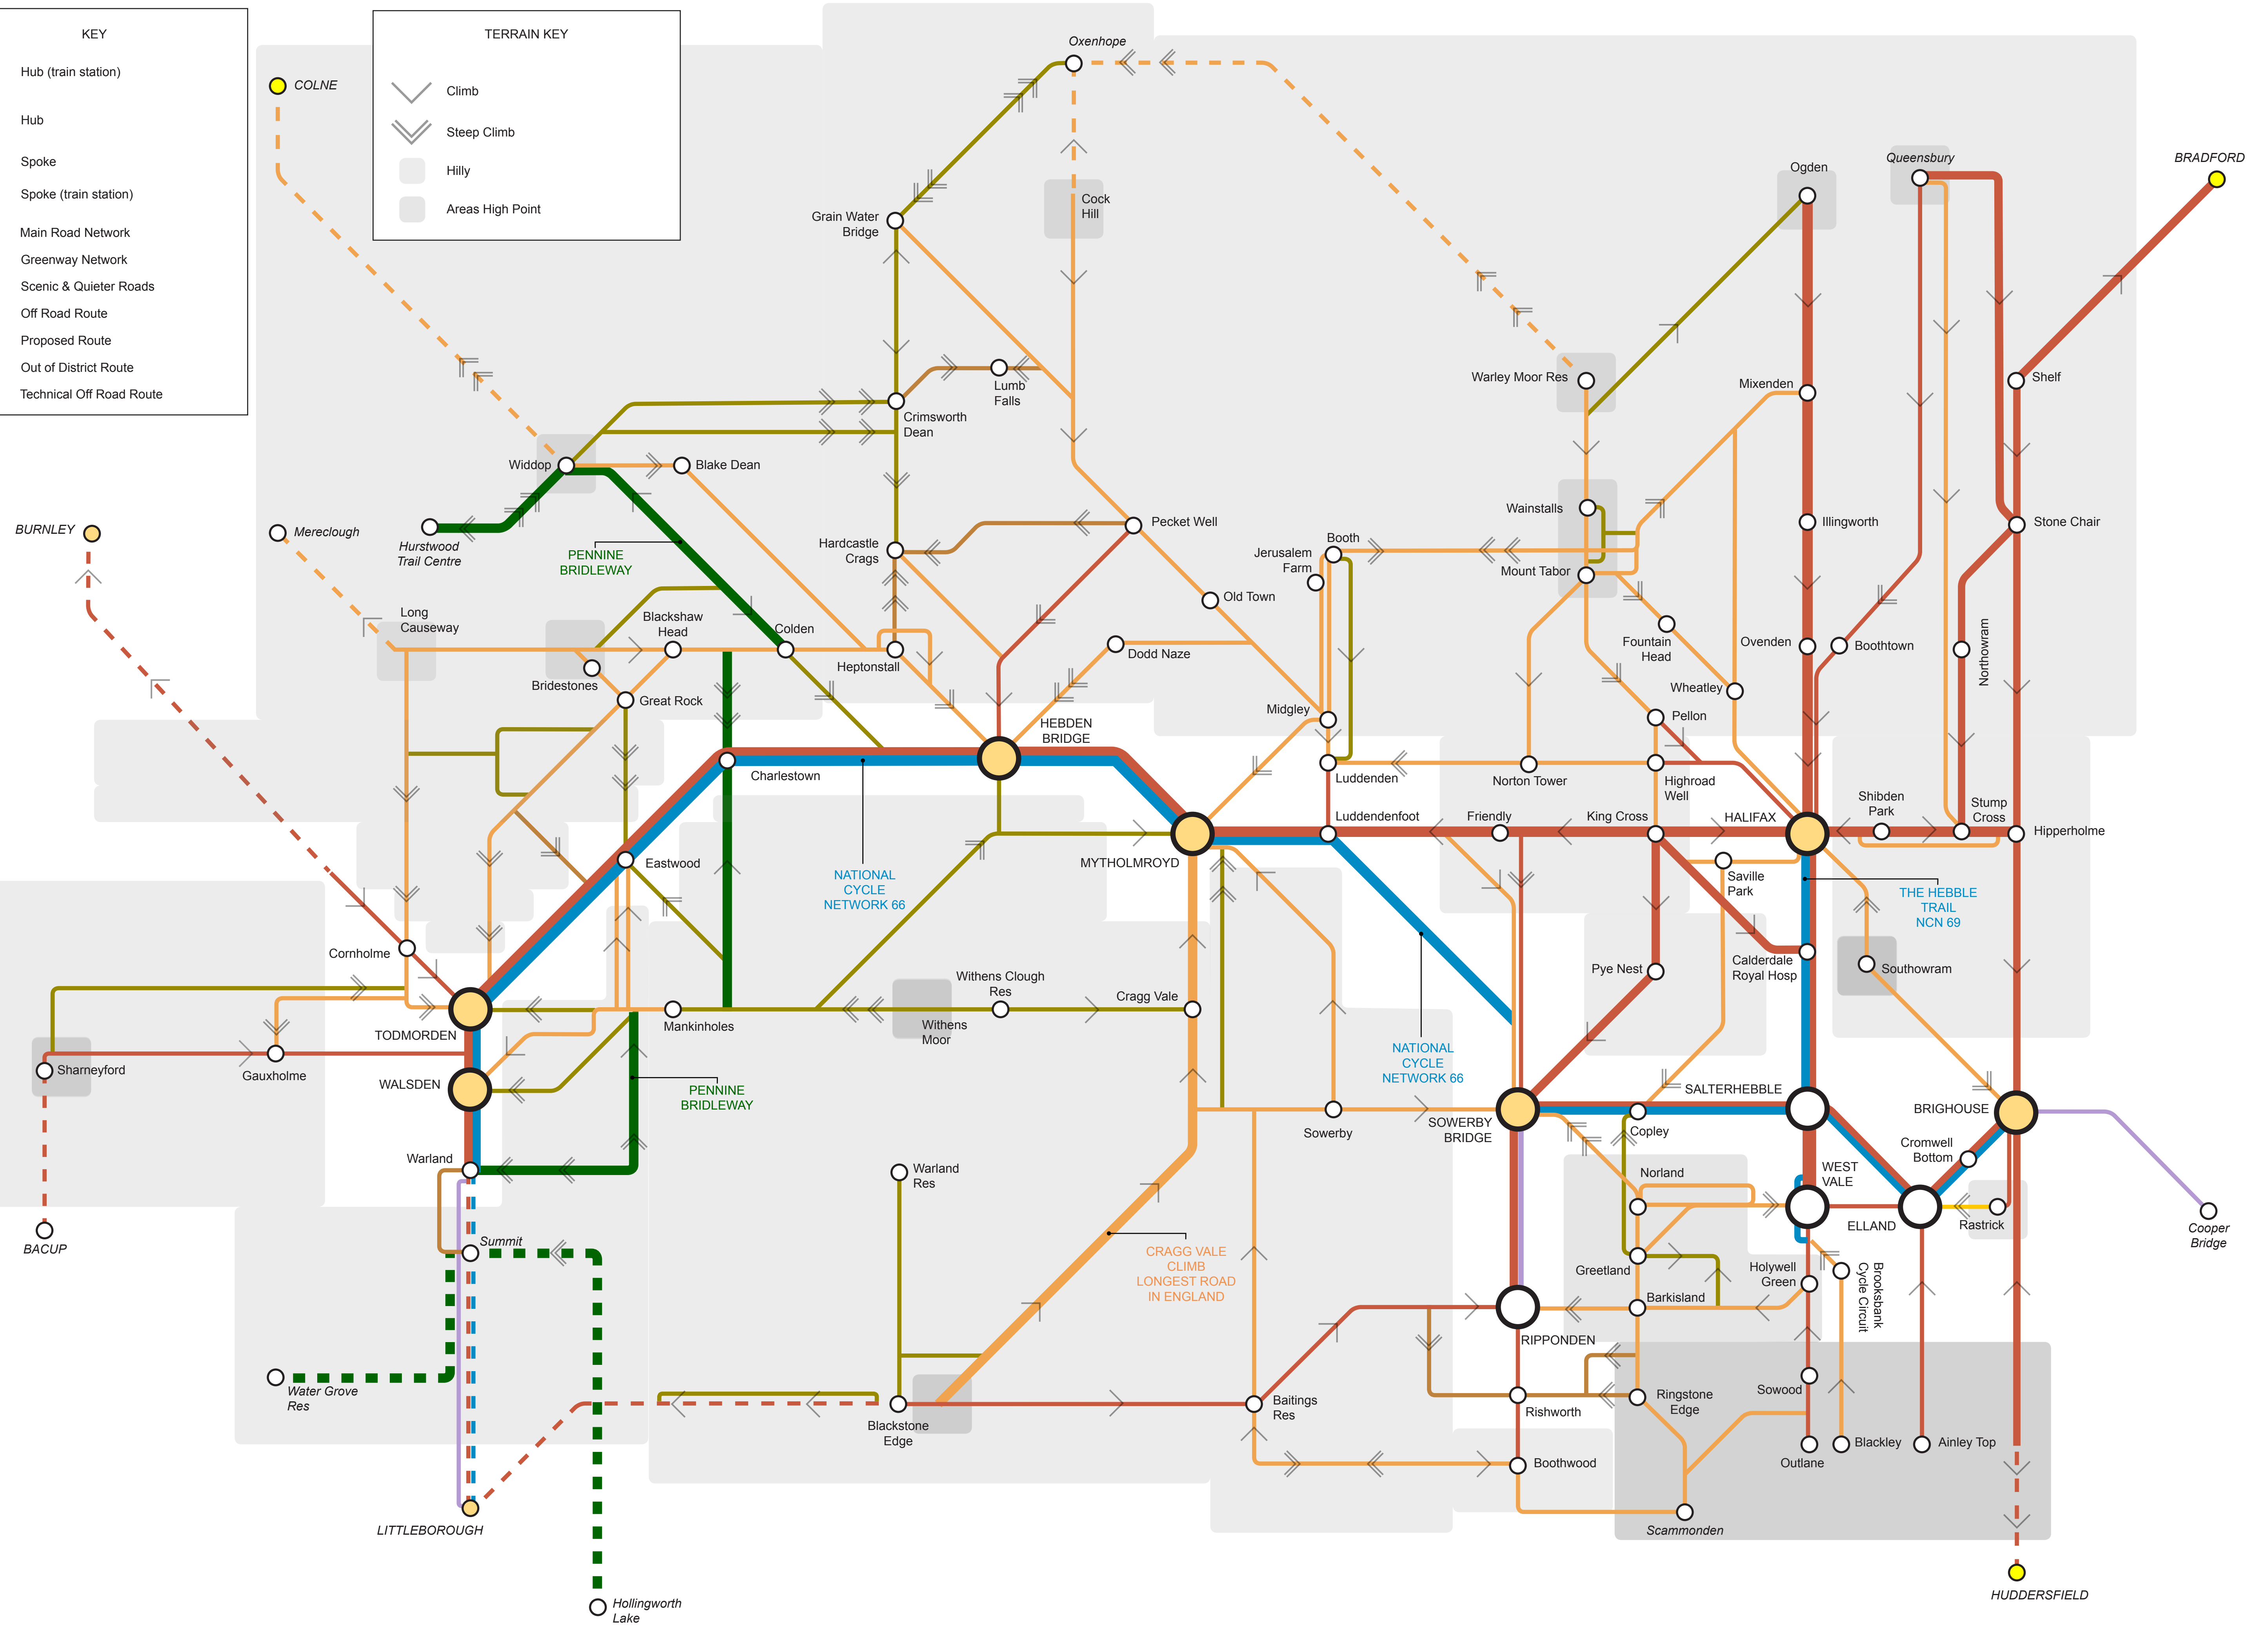 KEY
Hub (train station)
Hub
Spoke
Spoke (train station)
Main Road Network
Greenway Network
Scenic & Quieter Roads
Off Road Route
Proposed Route
Out of District Route
Technical Off Road Route
TERRAIN KEY
Climb
Steep Climb
Hilly
Areas High Point
COLNE
Oxenhope
Cock
Hill
Grain Water
Bridge
Ogden
Queensbury
BRADFORD
Lumb
Falls
Crimsworth
Dean
Warley Moor Res
Mixenden
Shelf
Widdop
Blake Dean
BURNLEY
Mereclough
Hurstwood
Trail Centre
PENNINE
BRIDLEWAY
Hardcastle
Crags
Pecket Well
Booth
Jerusalem
Farm
Wainstalls
Mount Tabor
Illingworth
Stone Chair
Old Town
Long
Causeway
Blackshaw
Head
Colden
Heptonstall
Dodd Naze
Fountain
Head
Ovenden
Boothtown
Northowram
Bridestones
Great Rock
Wheatley
Midgley
Pellon
HEBDEN
BRIDGE
Charlestown
Luddenden
Norton Tower
Highroad
Well
Luddendenfoot
Friendly
King Cross
HALIFAX
Shibden
Park
Stump
Cross
Hipperholme
MYTHOLMROYD
Eastwood
NATIONAL
CYCLE
NETWORK 66
Saville
Park
THE HEBBLE
TRAIL
NCN 69
Cornholme
Withens Clough
Res
Cragg Vale
Pye Nest
Calderdale
Royal Hosp
Southowram
TODMORDEN
Mankinholes
Withens
Moor
NATIONAL
CYCLE
NETWORK 66
Sharneyford
Gauxholme
WALSDEN
PENNINE
BRIDLEWAY
SALTERHEBBLE
BRIGHOUSE
Sowerby
SOWERBY
BRIDGE
Copley
Cromwell
Bottom
Warland
Warland
Res
Norland
WEST
VALE
ELLAND
Rastrick
Cooper
Bridge
BACUP
Summit
CRAGG VALE
CLIMB
LONGEST ROAD
IN ENGLAND
Greetland
Holywell
Green
Brooksbank
Cycle Circuit
Barkisland
RIPPONDEN
Water Grove
Res
Blackstone
Edge
Baitings
Res
Rishworth
Ringstone
Edge
Sowood
Boothwood
Outlane
Blackley
Ainley Top
LITTLEBOROUGH
Scammonden
Hollingworth
Lake
HUDDERSFIELD